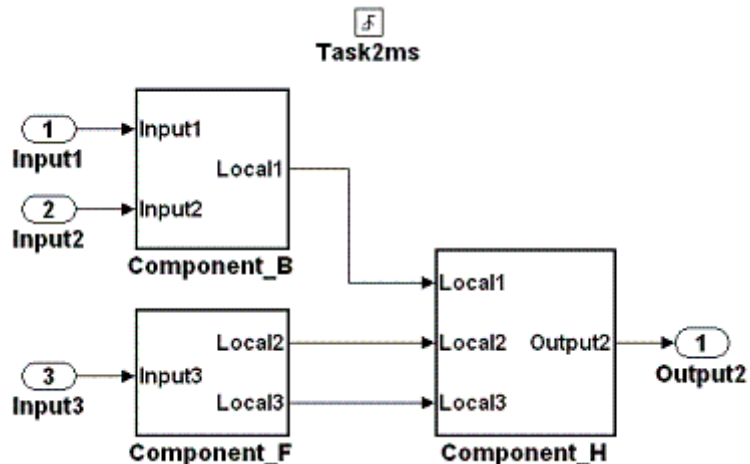 Task2ms
1
Input1
2
Input2
Input1
Input2
Local1
Component_B
3
Input3
Input3
Local2
Local3
Component_F
Local1
Local2
Local3
Output2
Component_H
1
Output2